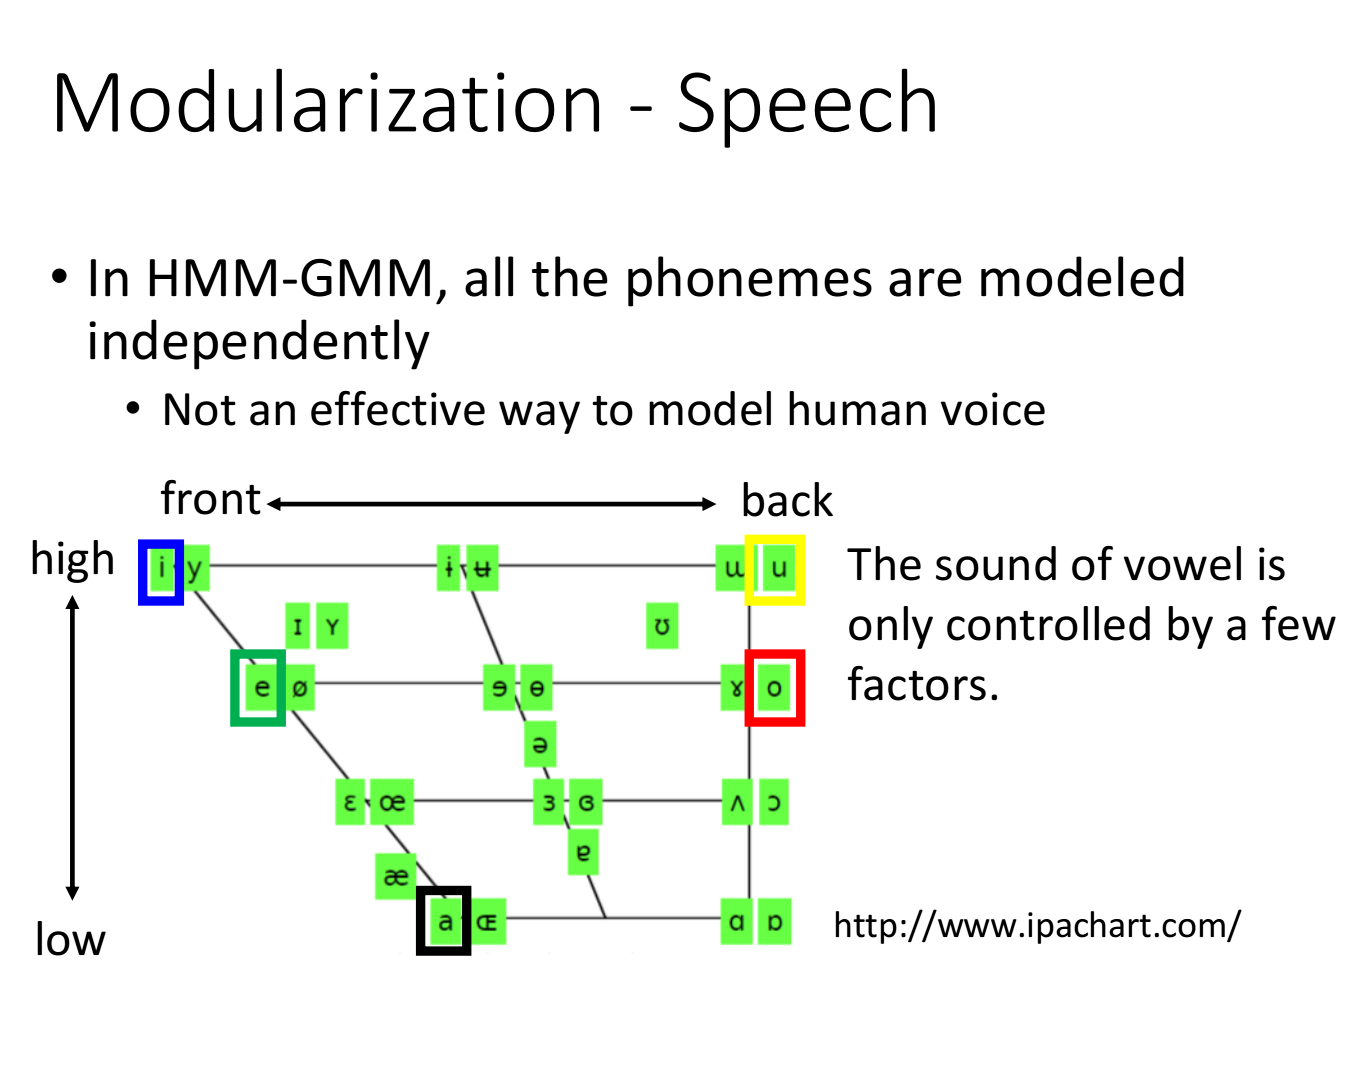 Modularization - Speech
• In HMM-GMM, all the phonemes are modeled
independently
• Not an effective way to model human voice
front back
high
low
i y ɨ ʉ ɯ u
ɪ ʏ ʊ
e ø ɘ ɵ ɤ o
ə
ɛ œ ɜ ɞ ʌ ɔ
æ ɐ
a ɶ ɑ ɒ
The sound of vowel is
only controlled by a few
factors.
http://www.ipachart.com/